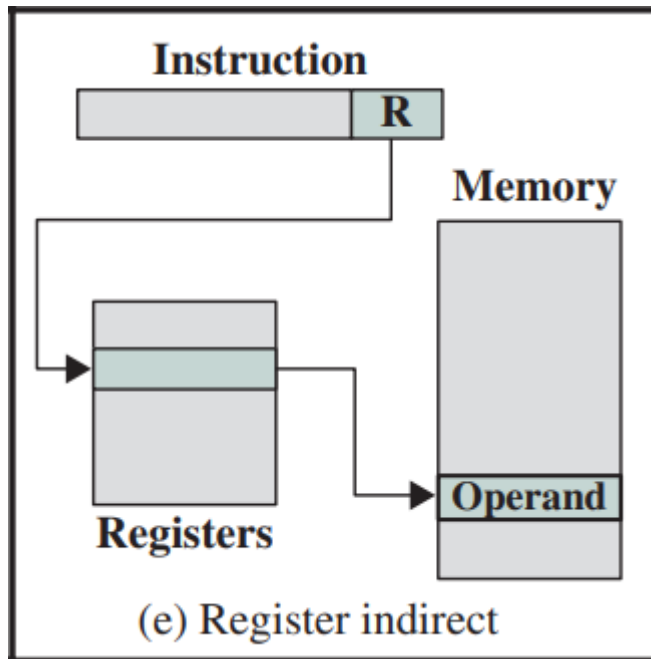 Instruction
R
Memory
Operand
Registers
(e) Register indirect